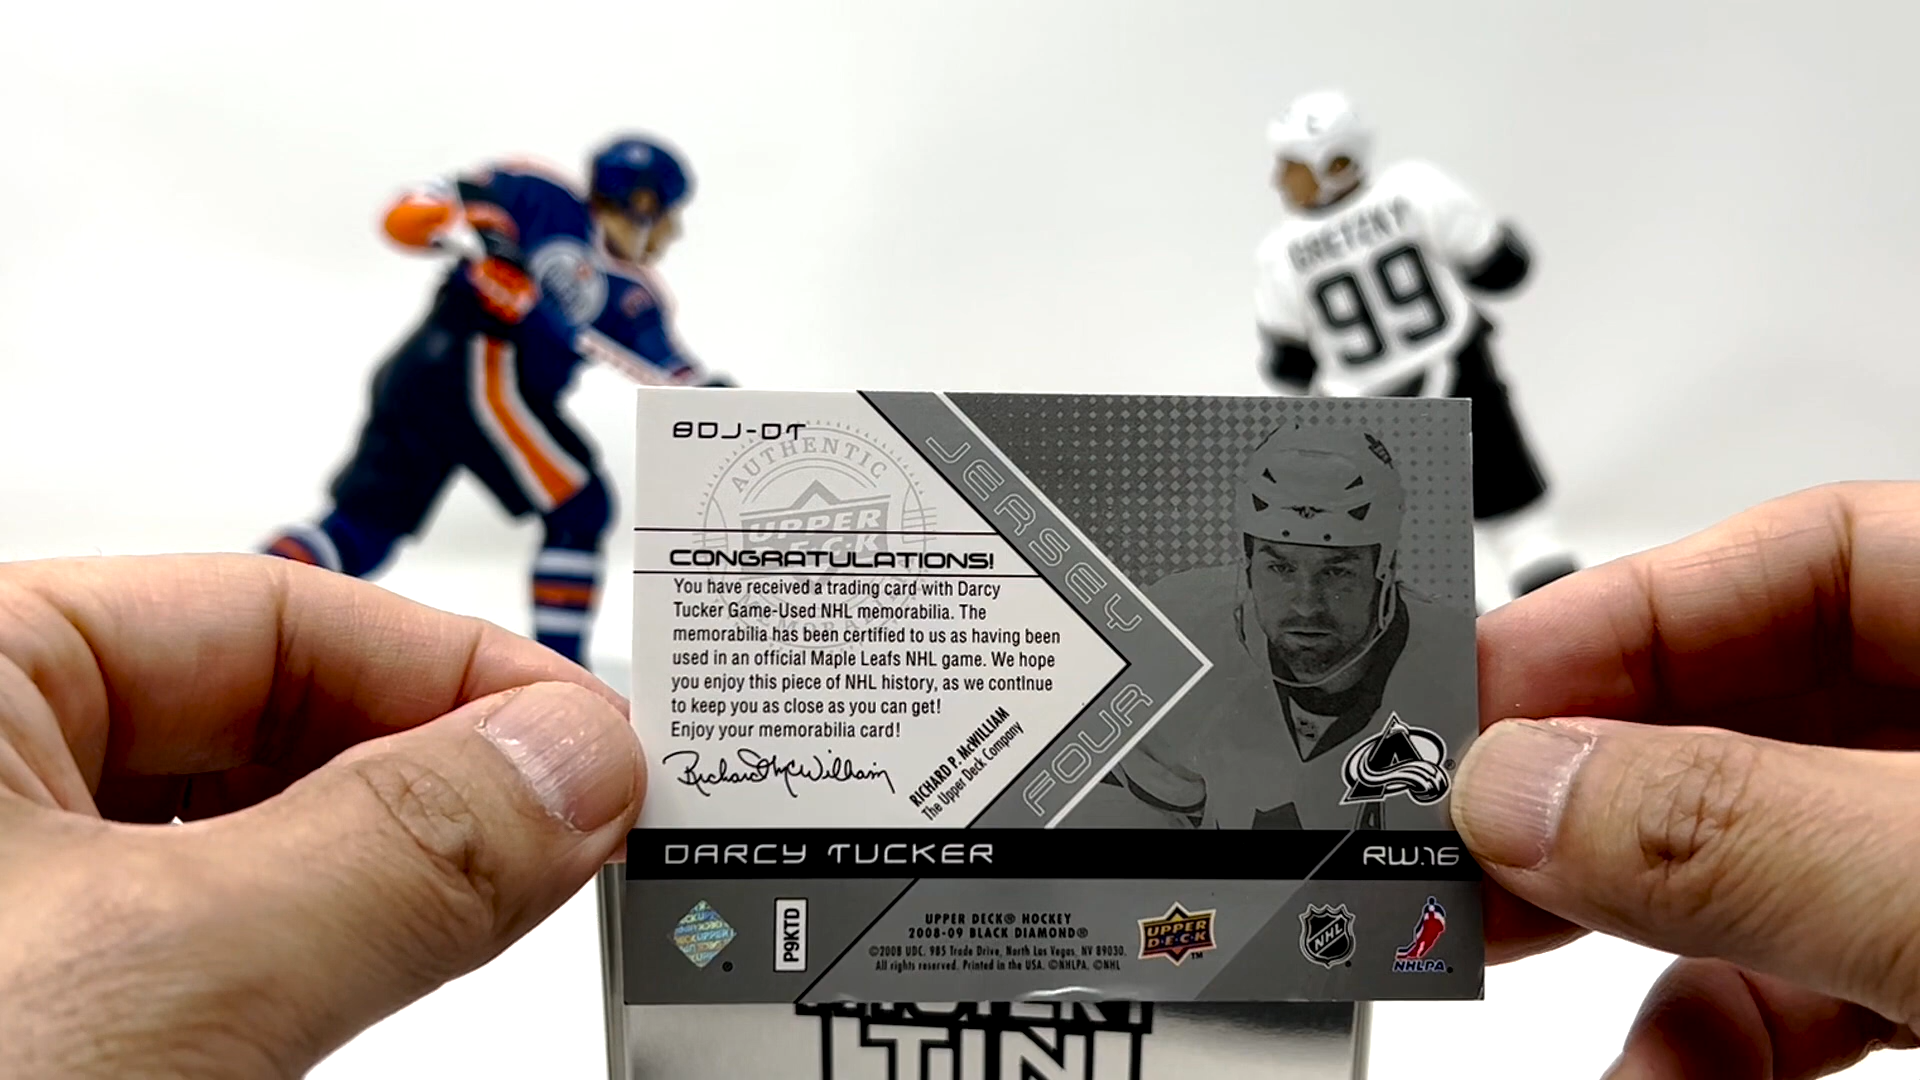 GRETZKY
99
BDJ-DT
AUTHENTIC
UPPER
DECK
MEMORABILIA
JERSEY
FOUR
CONGRATULATIONS!
You have received a trading card with Darcy
Tucker Game-Used NHL memorabilia. The
memorabilia has been certified to us as having been
used in an official Maple Leafs NHL game. We hope
you enjoy this piece of NHL history, as we continue
to keep you as close as you can get!
Enjoy your memorabilia card!
Richard McWilliam
RICHARD P. McWILLIAM
The Upper Deck Company
A
DARCY TUCKER
RW.16
P9KTD
UPPER DECK® HOCKEY
2008-09 BLACK DIAMOND®
©2008 UDC. 985 Trade Drive, North Las Vegas, NV 89030.
All rights reserved. Printed in the USA. ©NHLPA. ©NHL
UPPER
D·E·C·K
TM
NHL
NHLPA
TIN